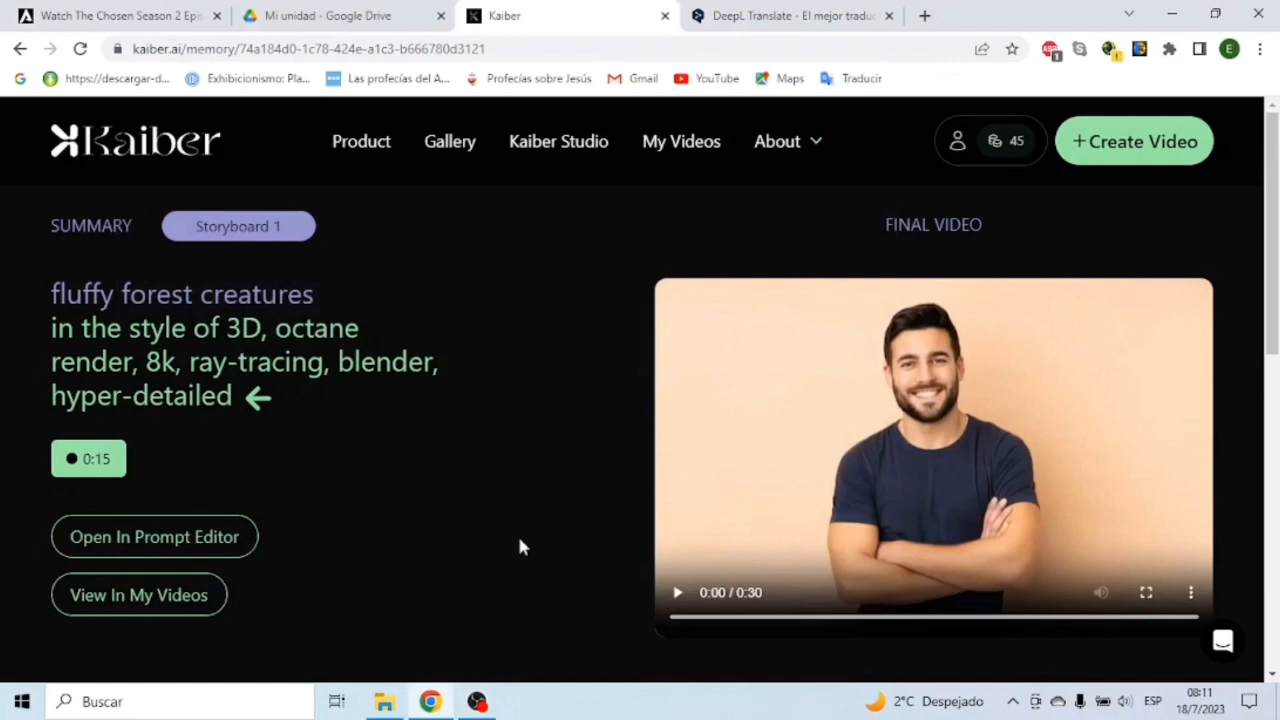 Watch The Chosen Season 2 Epi
Mi unidad - Google Drive
Kaiber
DeepL Translate - El mejor traduc
kaiber.ai/memory/74a184d0-1c78-424e-a1c3-b666780d3121
ABP
1
E
https://descargar-d...
Exhibicionismo: Pla...
Las profecías del A...
Profecías sobre Jesús
Gmail
YouTube
Maps
Traducir
Kaiber
Product
Gallery
Kaiber Studio
My Videos
About
45
+Create Video
SUMMARY
Storyboard 1
FINAL VIDEO
fluffy forest creatures
in the style of 3D, octane
render, 8k, ray-tracing, blender,
hyper-detailed
0:15
Open In Prompt Editor
View In My Videos
0:00 / 0:30
Buscar
2°C Despejado
ESP
08:11
18/7/2023